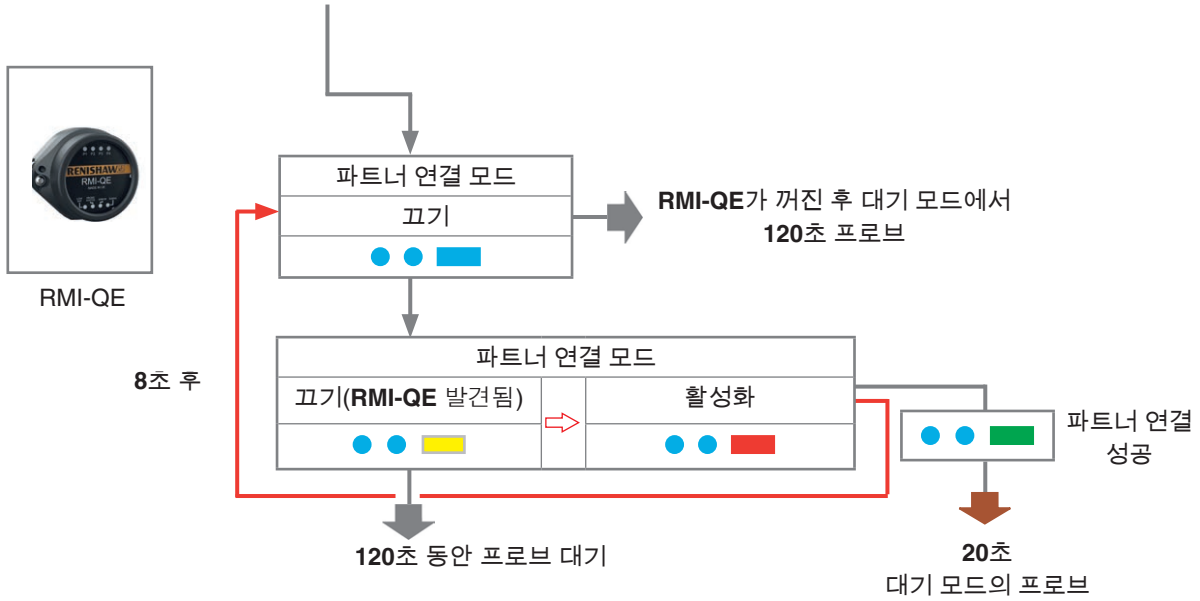 파트너 연결 모드
끄기
RMI-QE가 꺼진 후 대기 모드에서
120초 프로브
RENISHAW
RMI-QE
RMI-QE
8초 후
파트너 연결 모드
끄기(RMI-QE 발견됨)
활성화
파트너 연결
성공
120초 동안 프로브 대기
20초
대기 모드의 프로브